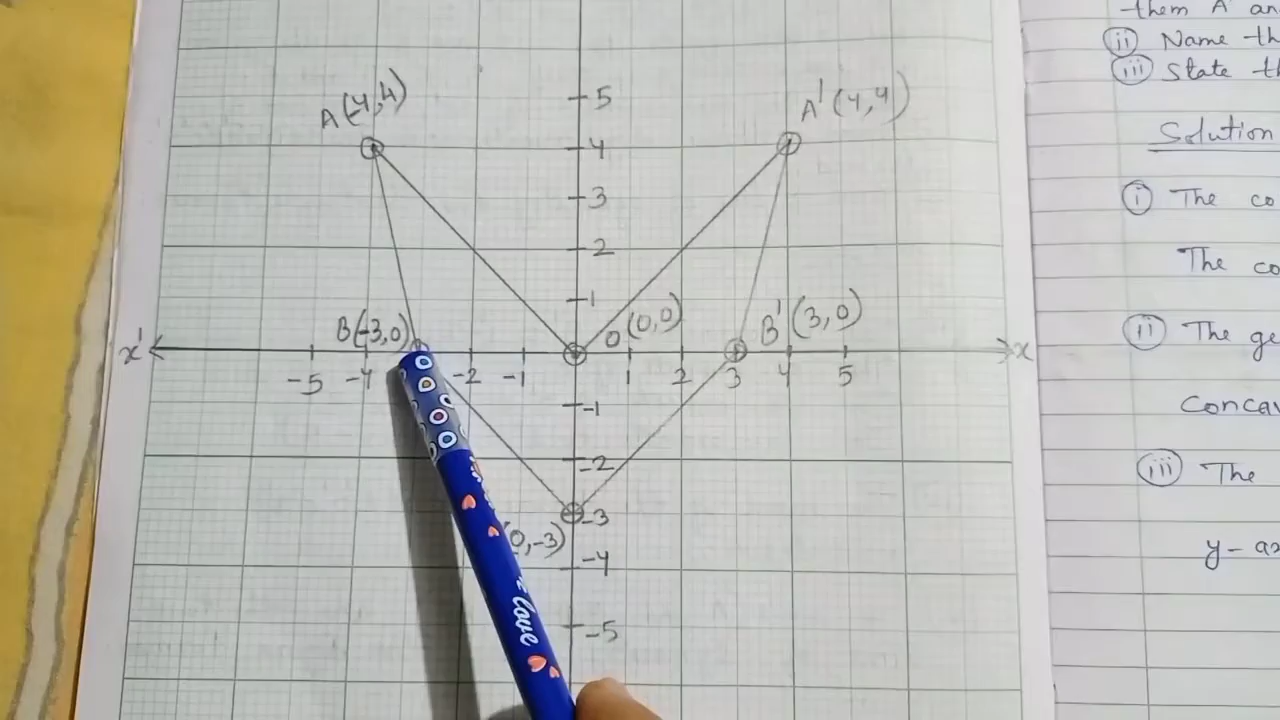 5
A(-4,4)
A'(4,4)
4
3
2
1
B(-3,0)
O(0,0)
B'(3,0)
x'
x
-5 -4 -2 -1 1 2 3 4 5
-1
-2
-3
(0,-3)
-4
-5
love
them A' and
(ii) Name th
(iii) State th
Solution
(i) The co
The co
(ii) The ge
Concav
(iii) The
y-ax